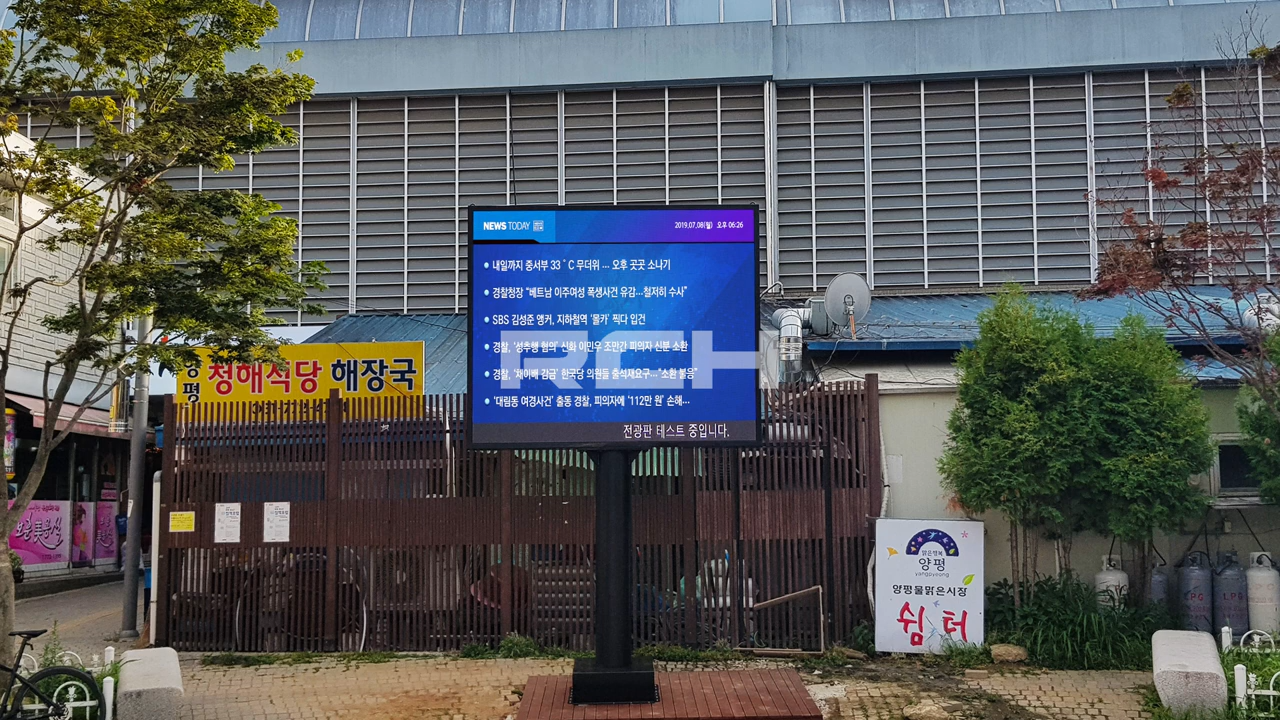 NEWS TODAY
2019.07.08(월) 오후 06:26
내일까지 중서부 33˚C 무더위 ... 오후 곳곳 소나기
경찰청장 “베트남 이주여성 폭생사건 유감...철저히 수사”
SBS 김성준 앵커, 지하철역 '몰카' 찍다 입건
경찰, '성추행 혐의' 신화 이민우 조만간 피의자 신분 소환
경찰, '채이배 감금' 한국당 의원들 출석재요구..."소환 불응"
'대림동 여경사건' 출동 경찰, 피의자에 '112만 원' 손해...
전광판 테스트 중입니다.
양평
청해식당 해장국
맑은행복
양평
yangpyeong
양평물맑은시장
쉼터
LPG
LPG